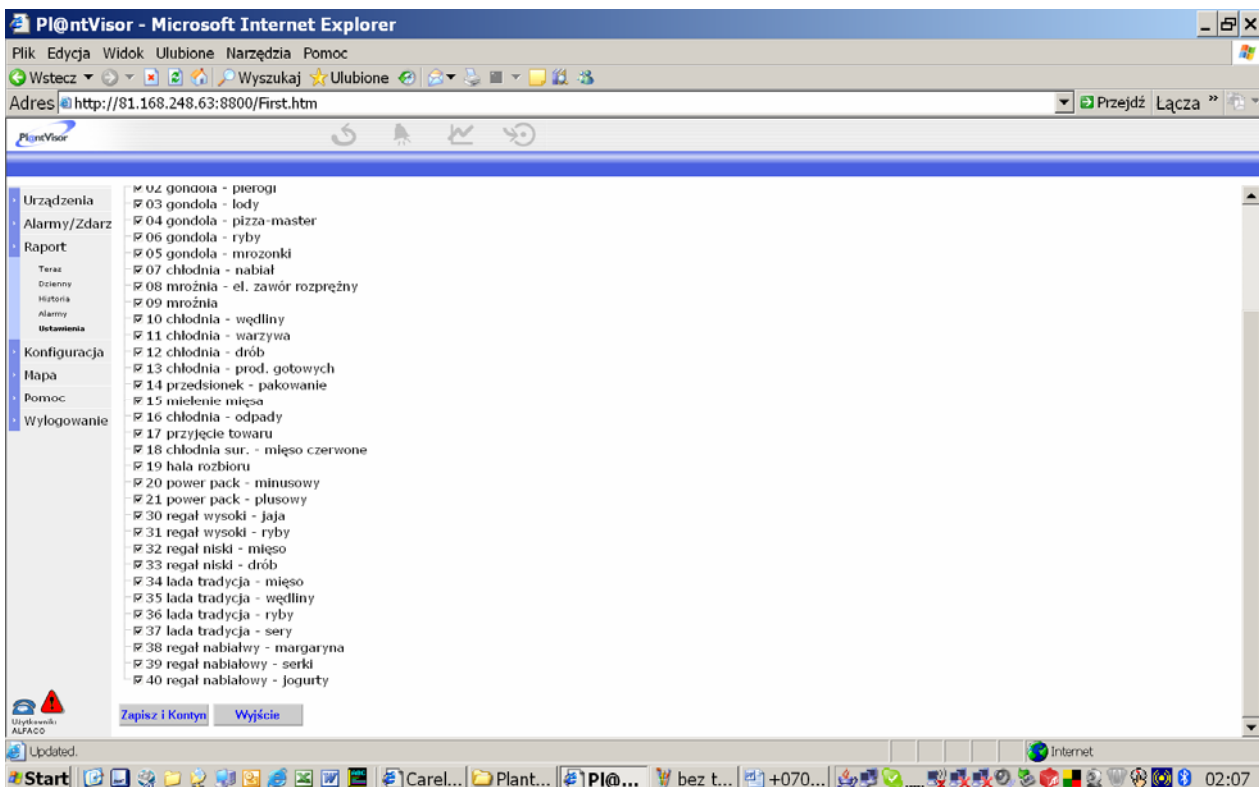 Pl@ntVisor - Microsoft Internet Explorer
Plik Edycja Widok Ulubione Narzędzia Pomoc
Wstecz Wyszukaj Ulubione
Adres http://81.168.248.63:8800/First.htm Przejdź Łącza »
PlantVisor
Urządzenia
Alarmy/Zdarz
Raport
Teraz
Dzienny
Historia
Alarmy
Ustawienia
Konfiguracja
Mapa
Pomoc
Wylogowanie
02 gondola - pierogi
03 gondola - lody
04 gondola - pizza-master
06 gondola - ryby
05 gondola - mrozonki
07 chłodnia - nabiał
08 mroźnia - el. zawór rozprężny
09 mroźnia
10 chłodnia - wędliny
11 chłodnia - warzywa
12 chłodnia - drób
13 chłodnia - prod. gotowych
14 przedsionek - pakowanie
15 mielenie mięsa
16 chłodnia - odpady
17 przyjęcie towaru
18 chłodnia sur. - mięso czerwone
19 hala rozbioru
20 power pack - minusowy
21 power pack - plusowy
30 regał wysoki - jaja
31 regał wysoki - ryby
32 regał niski - mięso
33 regał niski - drób
34 lada tradycja - mięso
35 lada tradycja - wędliny
36 lada tradycja - ryby
37 lada tradycja - sery
38 regał nabiałwy - margaryna
39 regał nabiałowy - serki
40 regał nabiałowy - jogurty
Zapisz i Kontyn Wyjście
Użytkownik:
ALFACO
Updated. Internet
Start Carel... Plant... Pl@... bez t... +070... 02:07